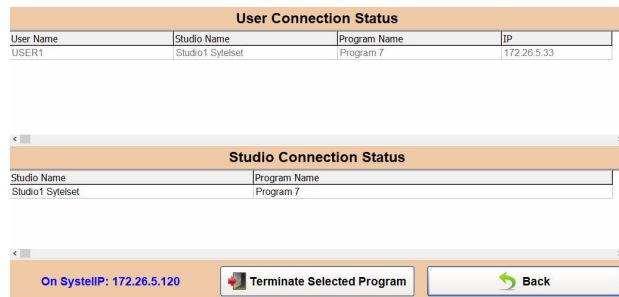 User Connection Status
User Name Studio Name Program Name IP
USER1 Studio1 Sytelset Program 7 172.26.5.33
Studio Connection Status
Studio Name Program Name
Studio1 Sytelset Program 7
On SystelIP: 172.26.5.120 Terminate Selected Program Back